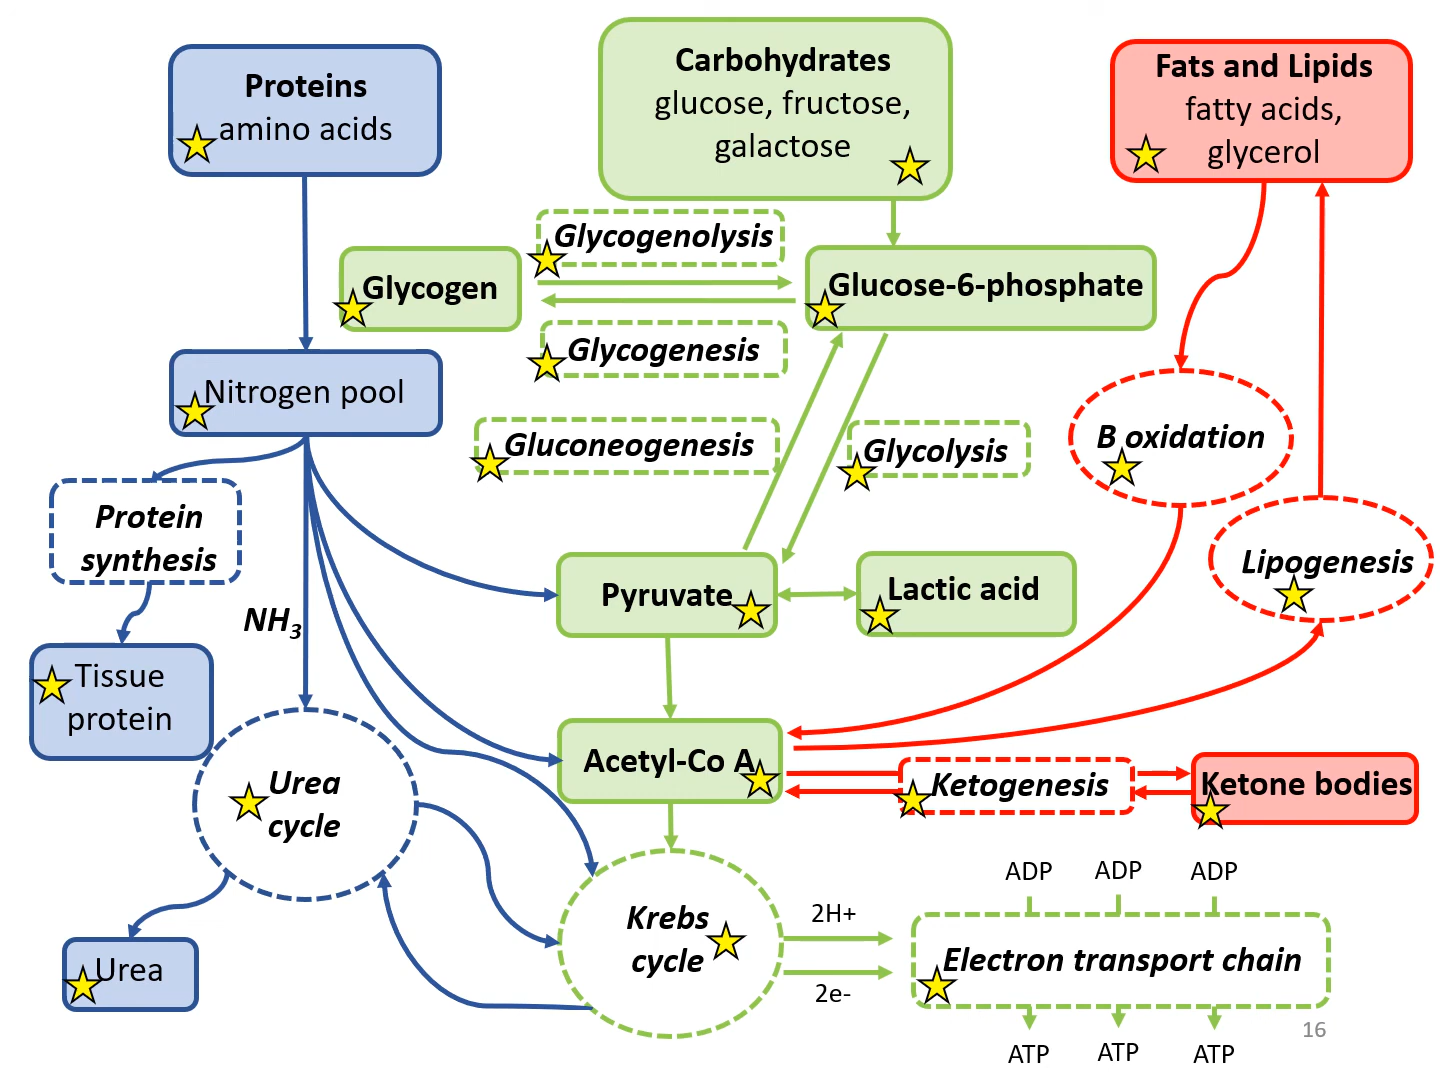 Proteins
amino acids
Carbohydrates
glucose, fructose,
galactose
Fats and Lipids
fatty acids,
glycerol
Glycogenolysis
Glycogen
Glucose-6-phosphate
Glycogenesis
Nitrogen pool
Gluconeogenesis
Glycolysis
B oxidation
Protein
synthesis
Lipogenesis
NH3
Pyruvate
Lactic acid
Tissue
protein
Acetyl-Co A
Ketogenesis
Ketone bodies
Urea
cycle
ADP
ADP
ADP
Krebs
cycle
2H+
2e-
Electron transport chain
Urea
16
ATP
ATP
ATP